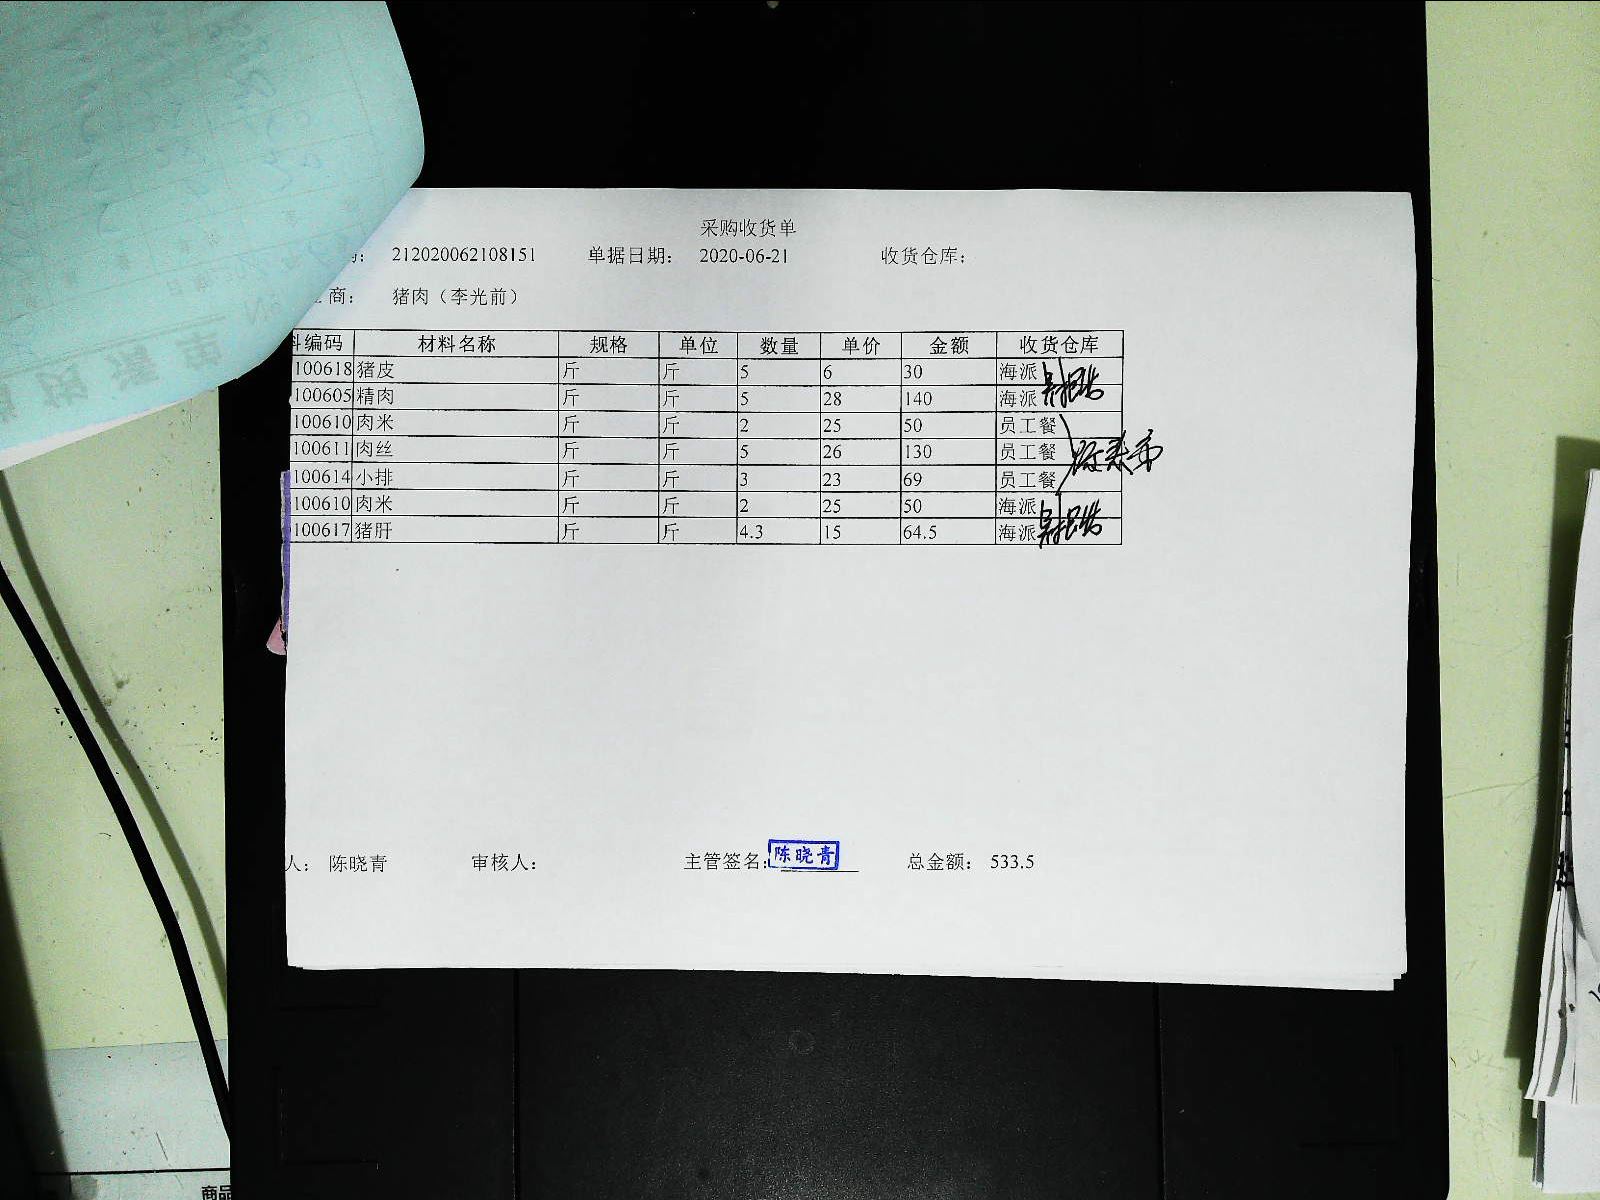 采购收货单
212020062108151 单据日期： 2020-06-21 收货仓库：
商： 猪肉（李光前）
编码 材料名称 规格 单位 数量 单价 金额 收货仓库
100618 猪皮 斤 斤 5 6 30 海派
100605 精肉 斤 斤 5 28 140 海派
100610 肉米 斤 斤 2 25 50 员工餐
100611 肉丝 斤 斤 5 26 130 员工餐
100614 小排 斤 斤 3 23 69 员工餐
100610 肉米 斤 斤 2 25 50 海派
100617 猪肝 斤 斤 4.3 15 64.5 海派
人： 陈晓青 审核人： 主管签名： 陈晓青 总金额： 533.5
商品